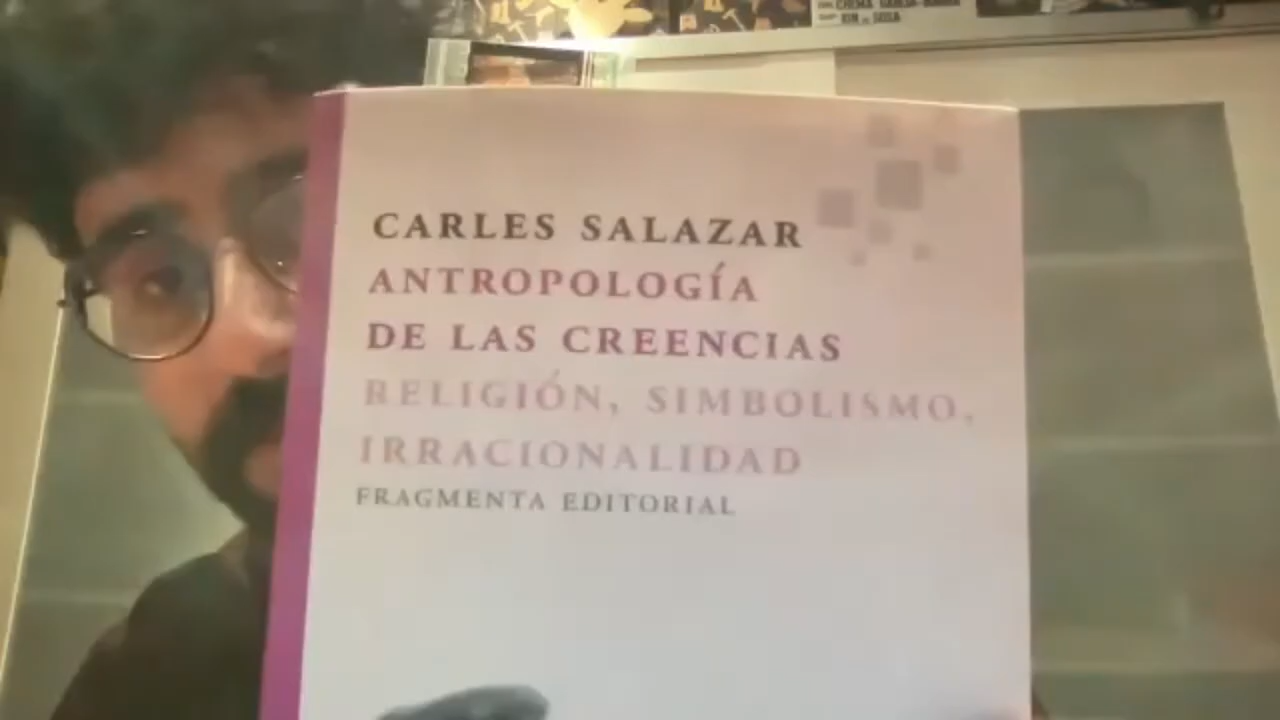 CARLES SALAZAR
ANTROPOLOGÍA
DE LAS CREENCIAS
RELIGIÓN, SIMBOLISMO,
IRRACIONALIDAD
FRAGMENTA EDITORIAL